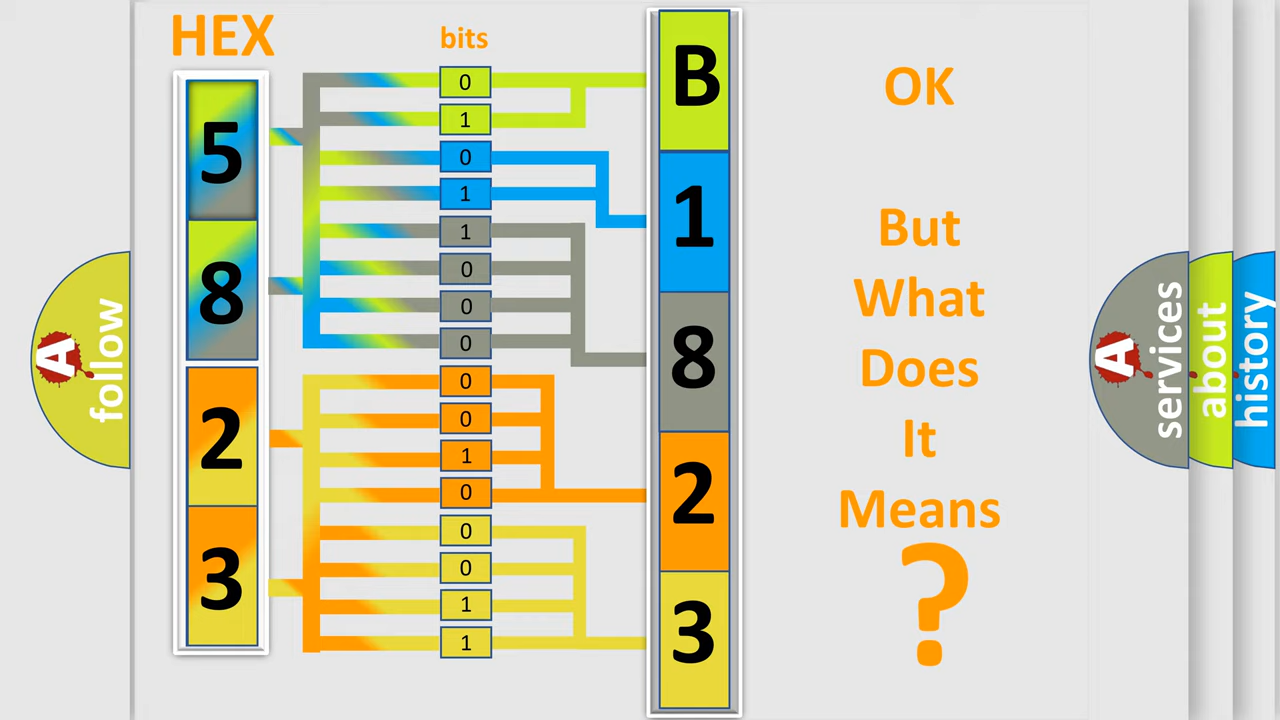 HEX
bits
5
8
2
3
0
1
0
1
1
0
0
0
0
0
1
0
0
0
1
1
B
1
8
2
3
OK
But
What
Does
It
Means
?
A
follow
A
services
about
history